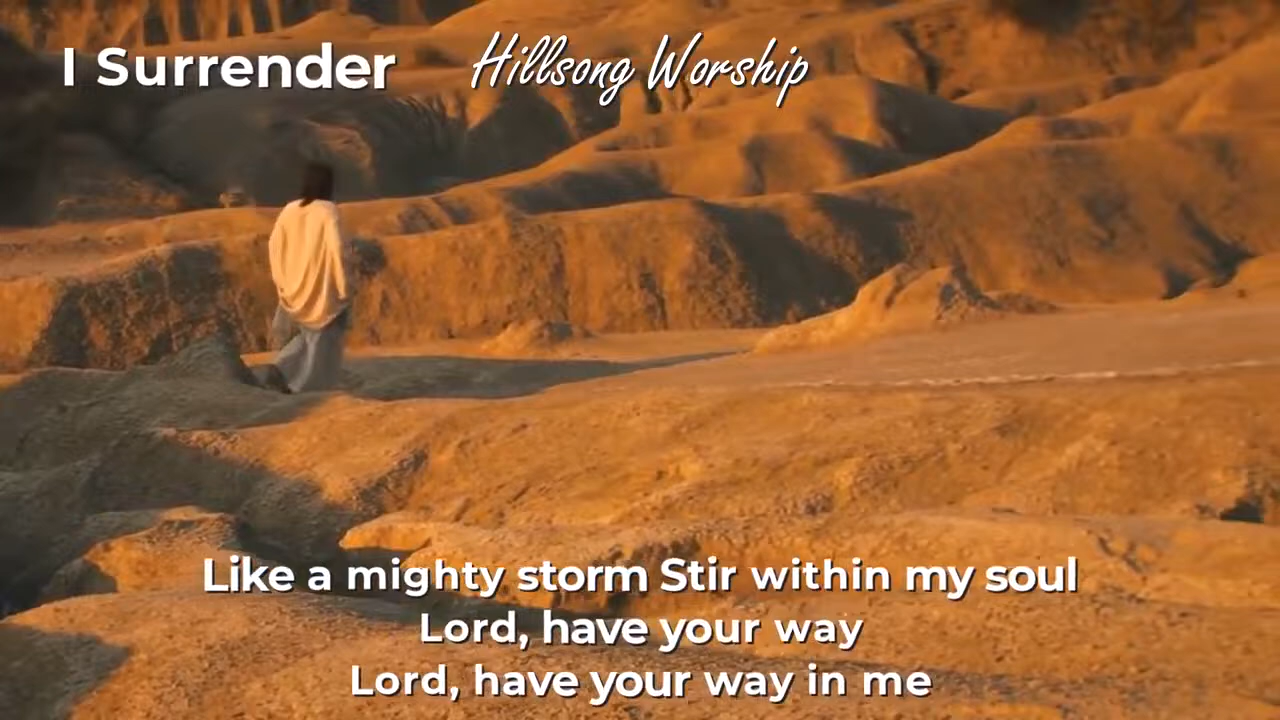 I Surrender Hillsong Worship
Like a mighty storm Stir within my soul
Lord, have your way
Lord, have your way in me